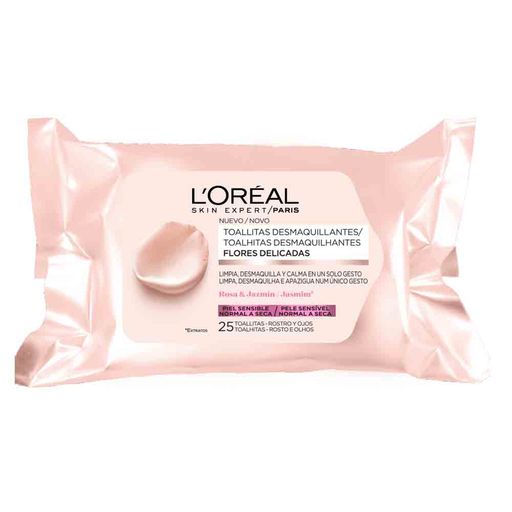 L'ORÉAL
SKIN EXPERT/PARIS
NUEVO/NOVO
TOALLITAS DESMAQUILLANTES/
TOALHITAS DESMAQUILHANTES
FLORES DELICADAS
LIMPIA, DESMAQUILLA Y CALMA EN UN SOLO GESTO
LIMPA, DESMAQUILHA E APAZIGUA NUM ÚNICO GESTO
Rosa & Jazmín / Jasmim*
PIEL SENSIBLE / PELE SENSÍVEL
NORMAL A SECA / NORMAL A SECA
*EXTRATOS
25 TOALLITAS - ROSTRO Y OJOS
TOALHITAS - ROSTO E OLHOS